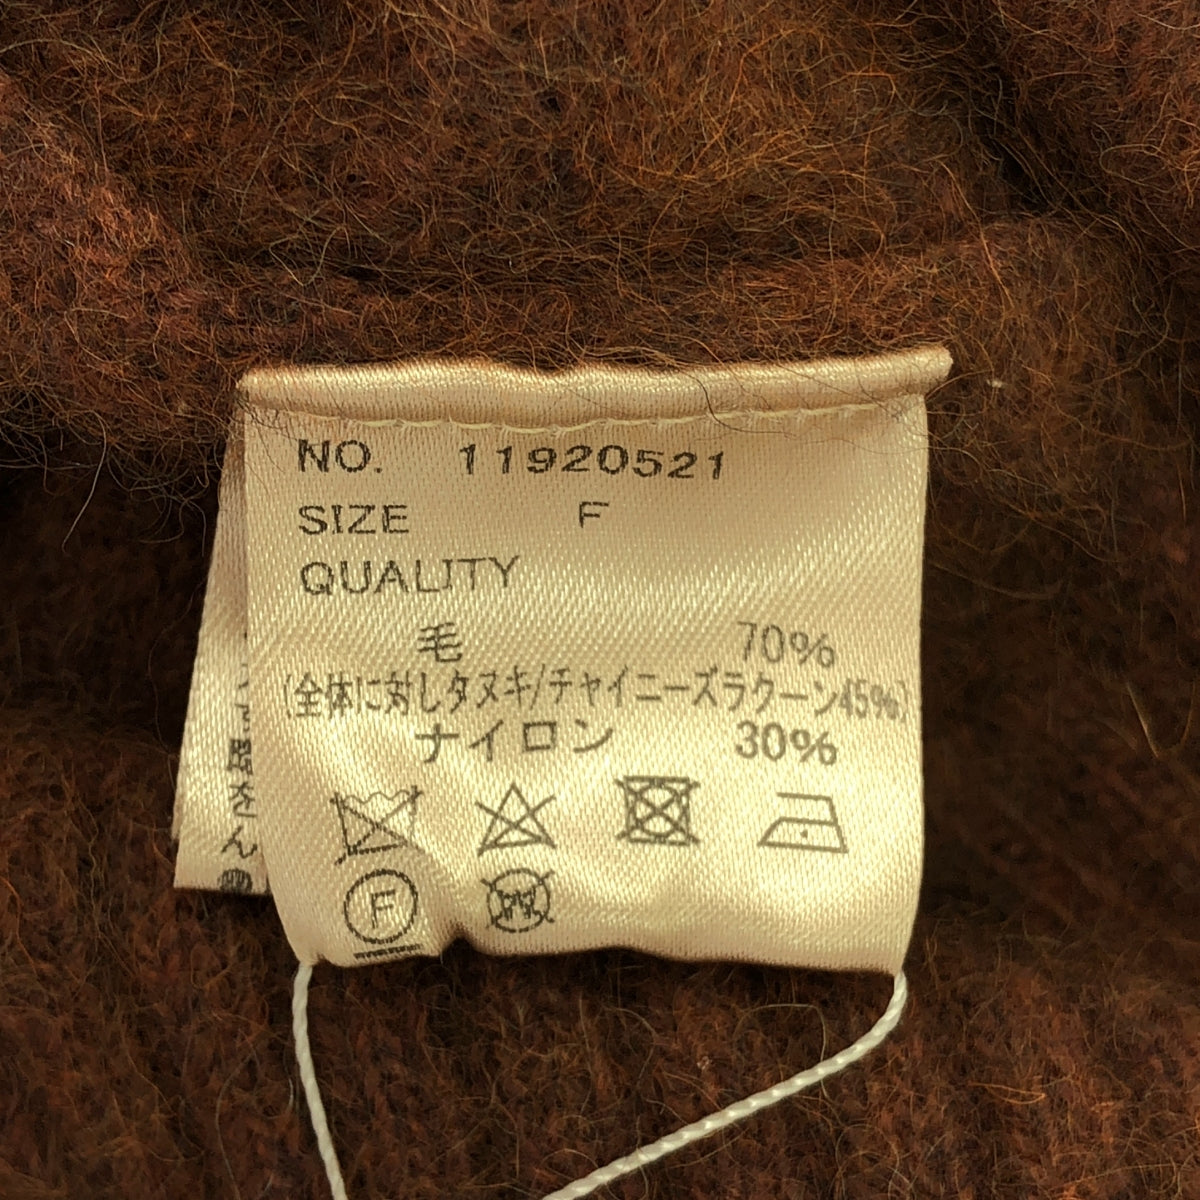 NO. 11920521
SIZE F
QUALITY
毛 70%
(全体に対しタヌキ/チャイニーズラクーン45%)
ナイロン 30%
F
W